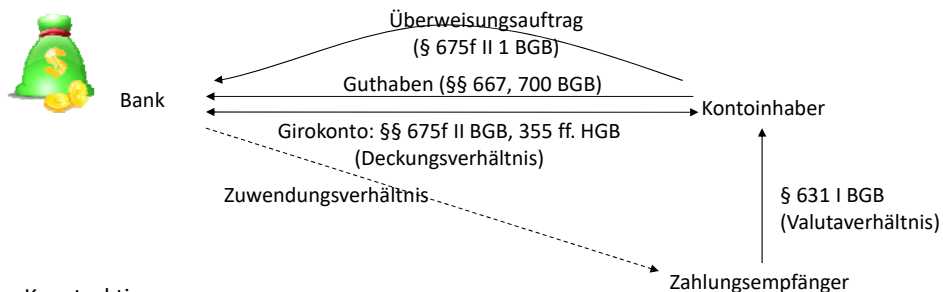 Überweisungsauftrag
(§ 675f II 1 BGB)
Guthaben (§§ 667, 700 BGB)
Bank
Kontoinhaber
Girokonto: §§ 675f II BGB, 355 ff. HGB
(Deckungsverhältnis)
Zuwendungsverhältnis
§ 631 I BGB
(Valutaverhältnis)
Zahlungsempfänger